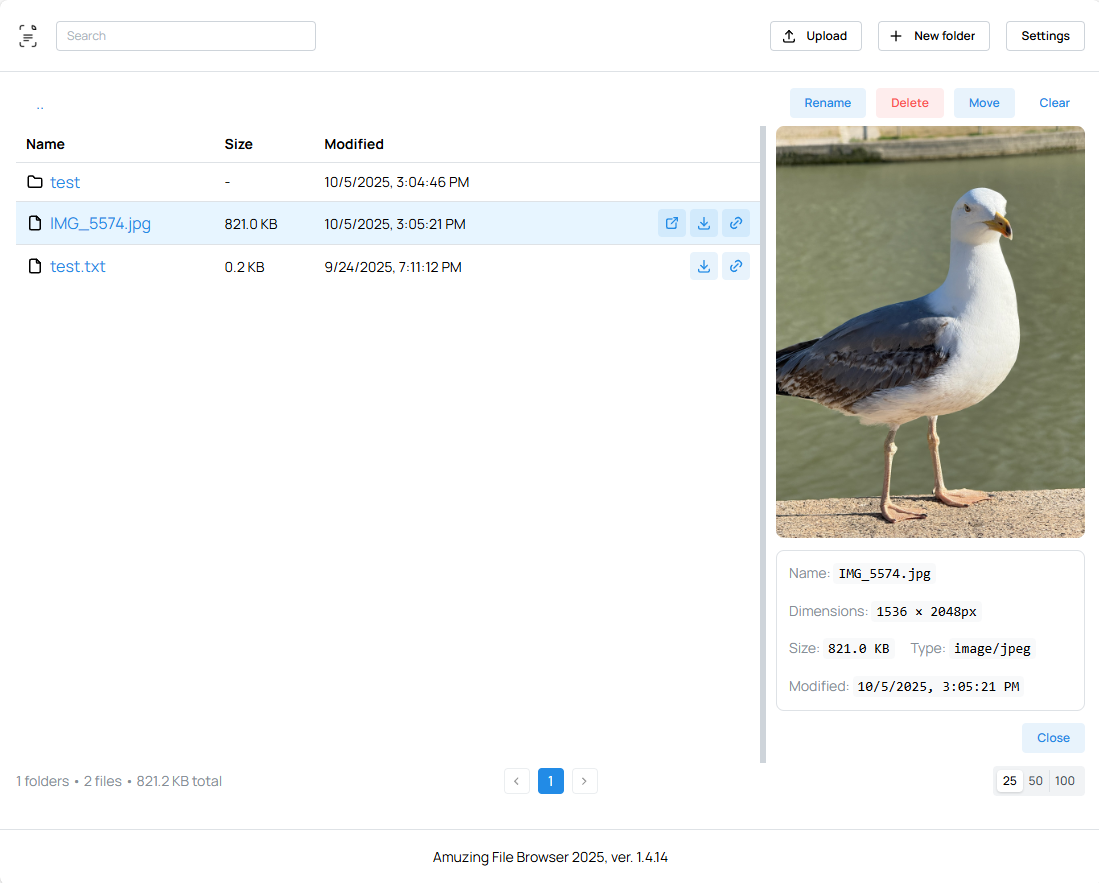 Search Upload New folder Settings
..
Rename Delete Move Clear
Name Size Modified
test - 10/5/2025, 3:04:46 PM
IMG_5574.jpg 821.0 KB 10/5/2025, 3:05:21 PM
test.txt 0.2 KB 9/24/2025, 7:11:12 PM
Name: IMG_5574.jpg
Dimensions: 1536 × 2048px
Size: 821.0 KB Type: image/jpeg
Modified: 10/5/2025, 3:05:21 PM
Close
1 folders • 2 files • 821.2 KB total < 1 > 25 50 100
Amuzing File Browser 2025, ver. 1.4.14